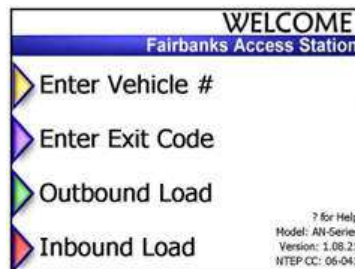 WELCOME
Fairbanks Access Station
Enter Vehicle #
Enter Exit Code
Outbound Load
Inbound Load
? for Help
Model: AN-Serie
Version: 1.08.2
NTEP CC: 06-04